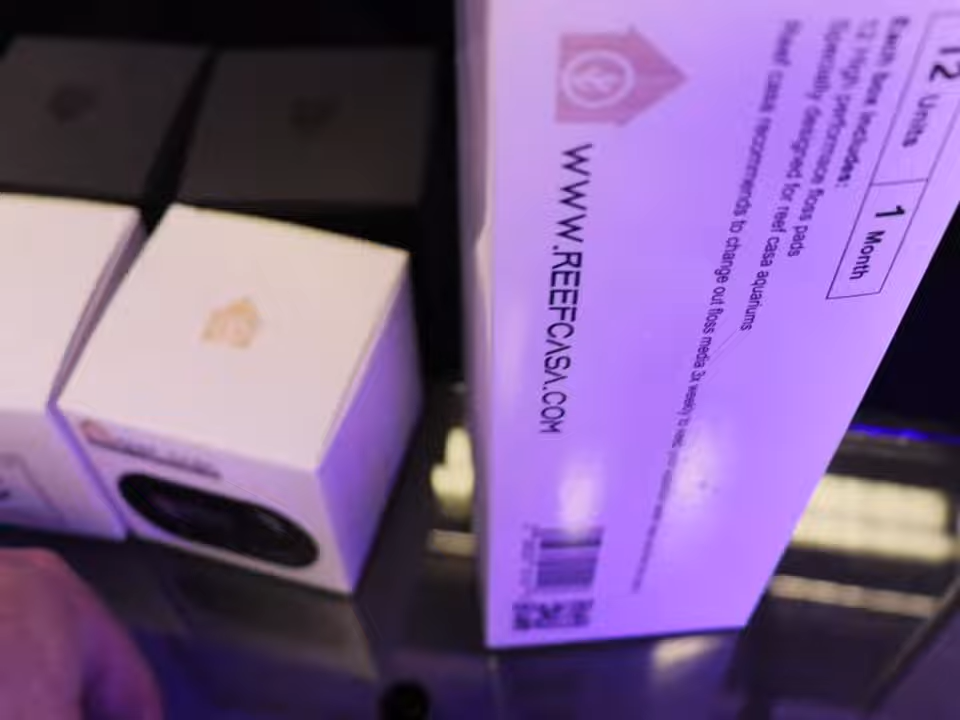 12 Units
1 Month
Each box includes:
12 High performace floss pads
Specially designed for reef casa aquariums
Reef casa recommends to change out floss media 3x weekly to
WWW.REEFCASA.COM